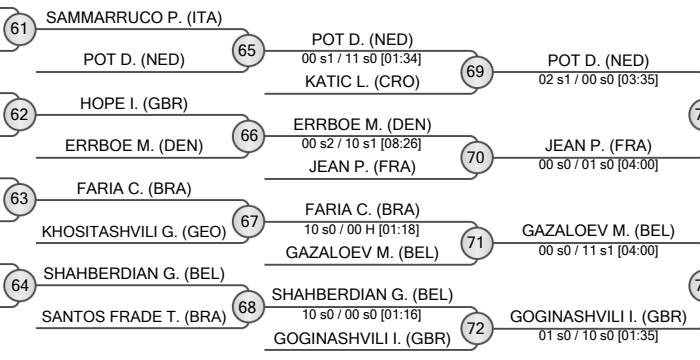 61
SAMMARRUCO P. (ITA)
POT D. (NED)
65
POT D. (NED)
00 s1 / 11 s0 [01:34]
KATIC L. (CRO)
69
POT D. (NED)
02 s1 / 00 s0 [03:35]
62
HOPE I. (GBR)
ERRBOE M. (DEN)
66
ERRBOE M. (DEN)
00 s2 / 10 s1 [08:26]
JEAN P. (FRA)
70
JEAN P. (FRA)
00 s0 / 01 s0 [04:00]
63
FARIA C. (BRA)
KHOSITASHVILI G. (GEO)
67
FARIA C. (BRA)
10 s0 / 00 H [01:18]
GAZALOEV M. (BEL)
71
GAZALOEV M. (BEL)
00 s0 / 11 s1 [04:00]
64
SHAHBERDIAN G. (BEL)
SANTOS FRADE T. (BRA)
68
SHAHBERDIAN G. (BEL)
10 s0 / 00 s0 [01:16]
GOGINASHVILI I. (GBR)
72
GOGINASHVILI I. (GBR)
01 s0 / 10 s0 [01:35]